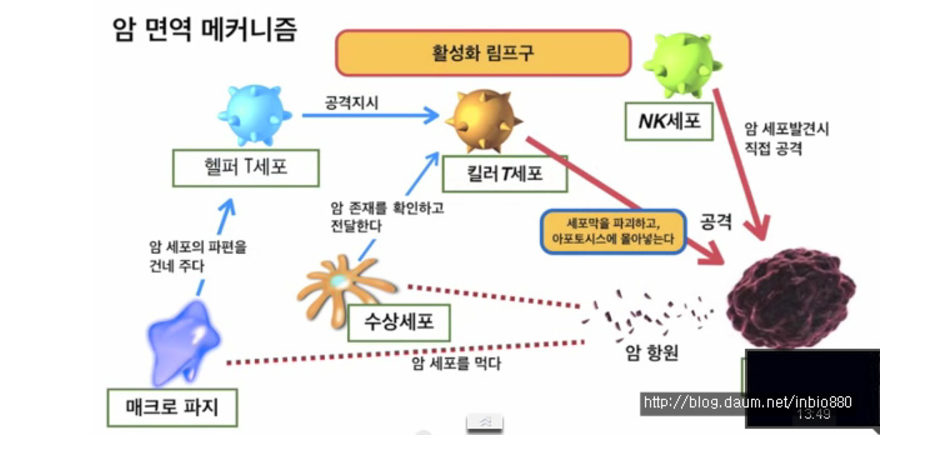 암 면역 메커니즘
활성화 림프구
공격지시
NK세포
헬퍼 T세포
킬러T세포
암 세포발견시
직접 공격
암 존재를 확인하고
전달한다
세포막을 파괴하고,
아포토시스에 몰아넣는다
공격
암 세포의 파편을
건네 주다
수상세포
암 항원
암 세포를 먹다
매크로 파지
http://blog.daum.net/inbio880
13:49